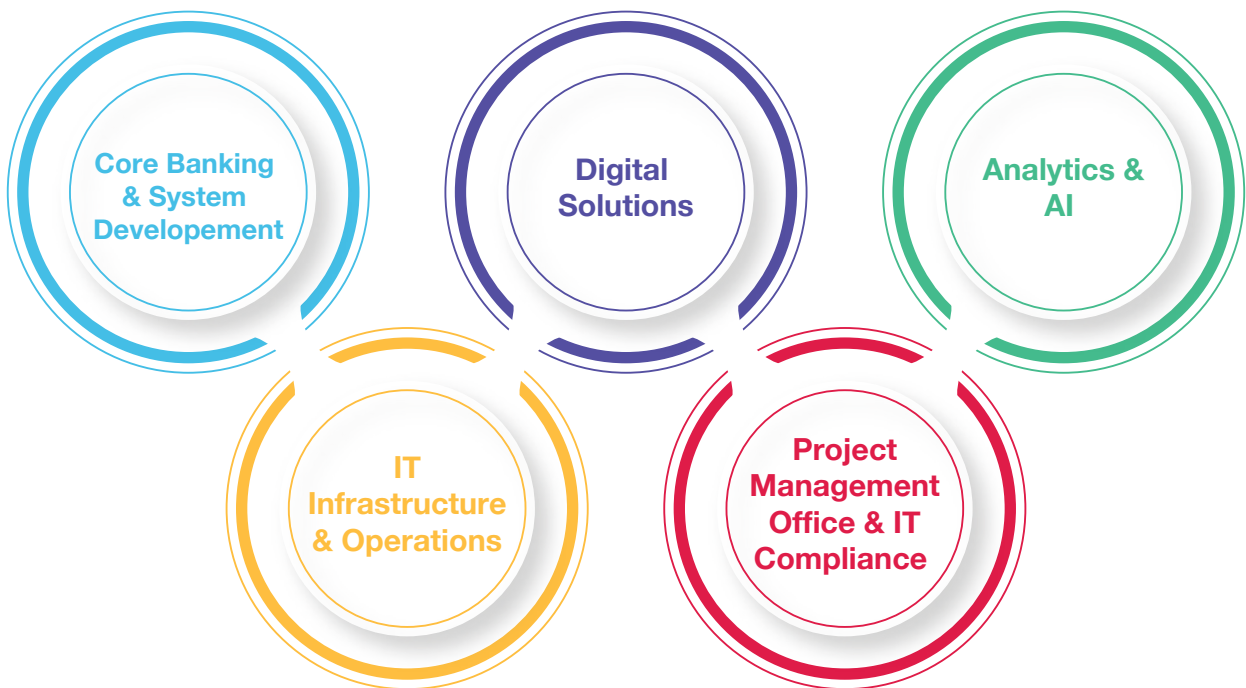 Core Banking
& System
Developement
Digital
Solutions
Analytics &
AI
IT
Infrastructure
& Operations
Project
Management
Office & IT
Compliance